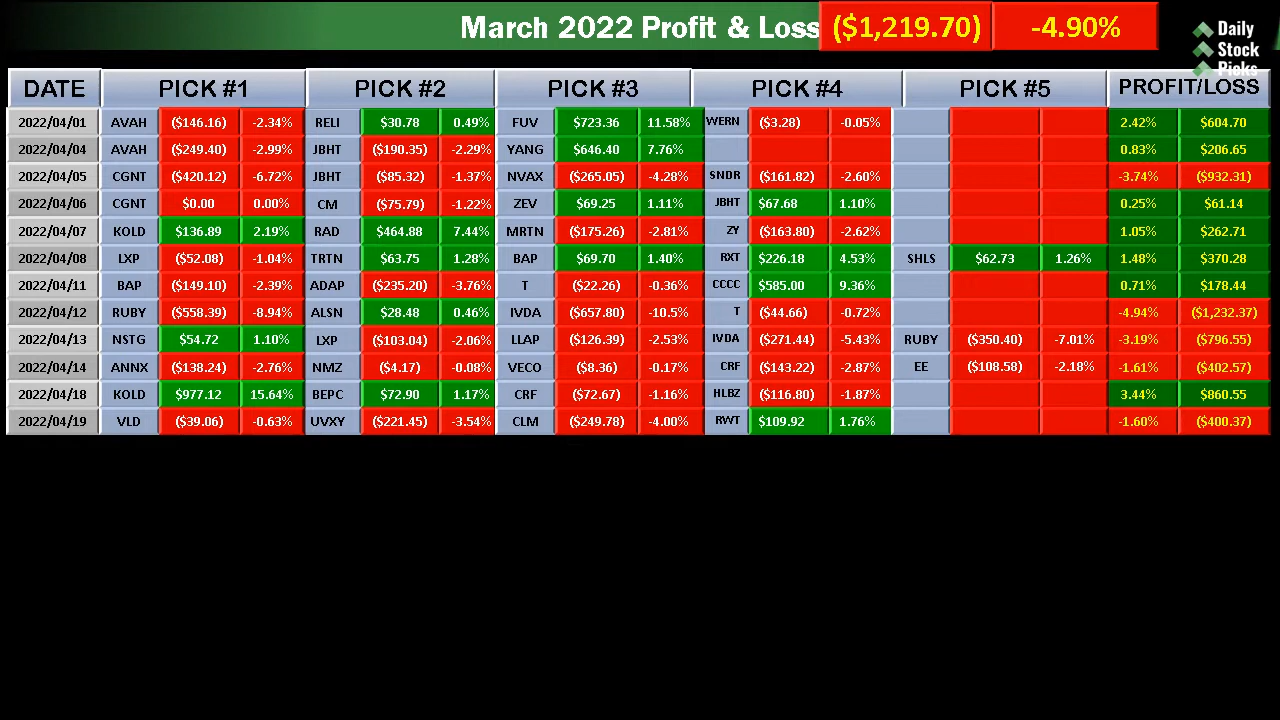 March 2022 Profit & Loss ($1,219.70) -4.90%
Daily
Stock
Picks
DATE PICK #1 PICK #2 PICK #3 PICK #4 PICK #5 PROFIT/LOSS
2022/04/01 AVAH ($146.16) -2.34% RELI $30.78 0.49% FUV $723.36 11.58% WERN ($3.28) -0.05% 2.42% $604.70
2022/04/04 AVAH ($249.40) -2.99% JBHT ($190.35) -2.29% YANG $646.40 7.76% 0.83% $206.65
2022/04/05 CGNT ($420.12) -6.72% JBHT ($85.32) -1.37% NVAX ($265.05) -4.28% SNDR ($161.82) -2.60% -3.74% ($932.31)
2022/04/06 CGNT $0.00 0.00% CM ($75.79) -1.22% ZEV $69.25 1.11% JBHT $67.68 1.10% 0.25% $61.14
2022/04/07 KOLD $136.89 2.19% RAD $464.88 7.44% MRTN ($175.26) -2.81% ZY ($163.80) -2.62% 1.05% $262.71
2022/04/08 LXP ($52.08) -1.04% TRTN $63.75 1.28% BAP $69.70 1.40% RXT $226.18 4.53% SHLS $62.73 1.26% 1.48% $370.28
2022/04/11 BAP ($149.10) -2.39% ADAP ($235.20) -3.76% T ($22.26) -0.36% CCCC $585.00 9.36% 0.71% $178.44
2022/04/12 RUBY ($558.39) -8.94% ALSN $28.48 0.46% IVDA ($657.80) -10.5% T ($44.66) -0.72% -4.94% ($1,232.37)
2022/04/13 NSTG $54.72 1.10% LXP ($103.04) -2.06% LLAP ($126.39) -2.53% IVDA ($271.44) -5.43% RUBY ($350.40) -7.01% -3.19% ($796.55)
2022/04/14 ANNX ($138.24) -2.76% NMZ ($4.17) -0.08% VECO ($8.36) -0.17% CRF ($143.22) -2.87% EE ($108.58) -2.18% -1.61% ($402.57)
2022/04/18 KOLD $977.12 15.64% BEPC $72.90 1.17% CRF ($72.67) -1.16% HLBZ ($116.80) -1.87% 3.44% $860.55
2022/04/19 VLD ($39.06) -0.63% UVXY ($221.45) -3.54% CLM ($249.78) -4.00% RWT $109.92 1.76% -1.60% ($400.37)